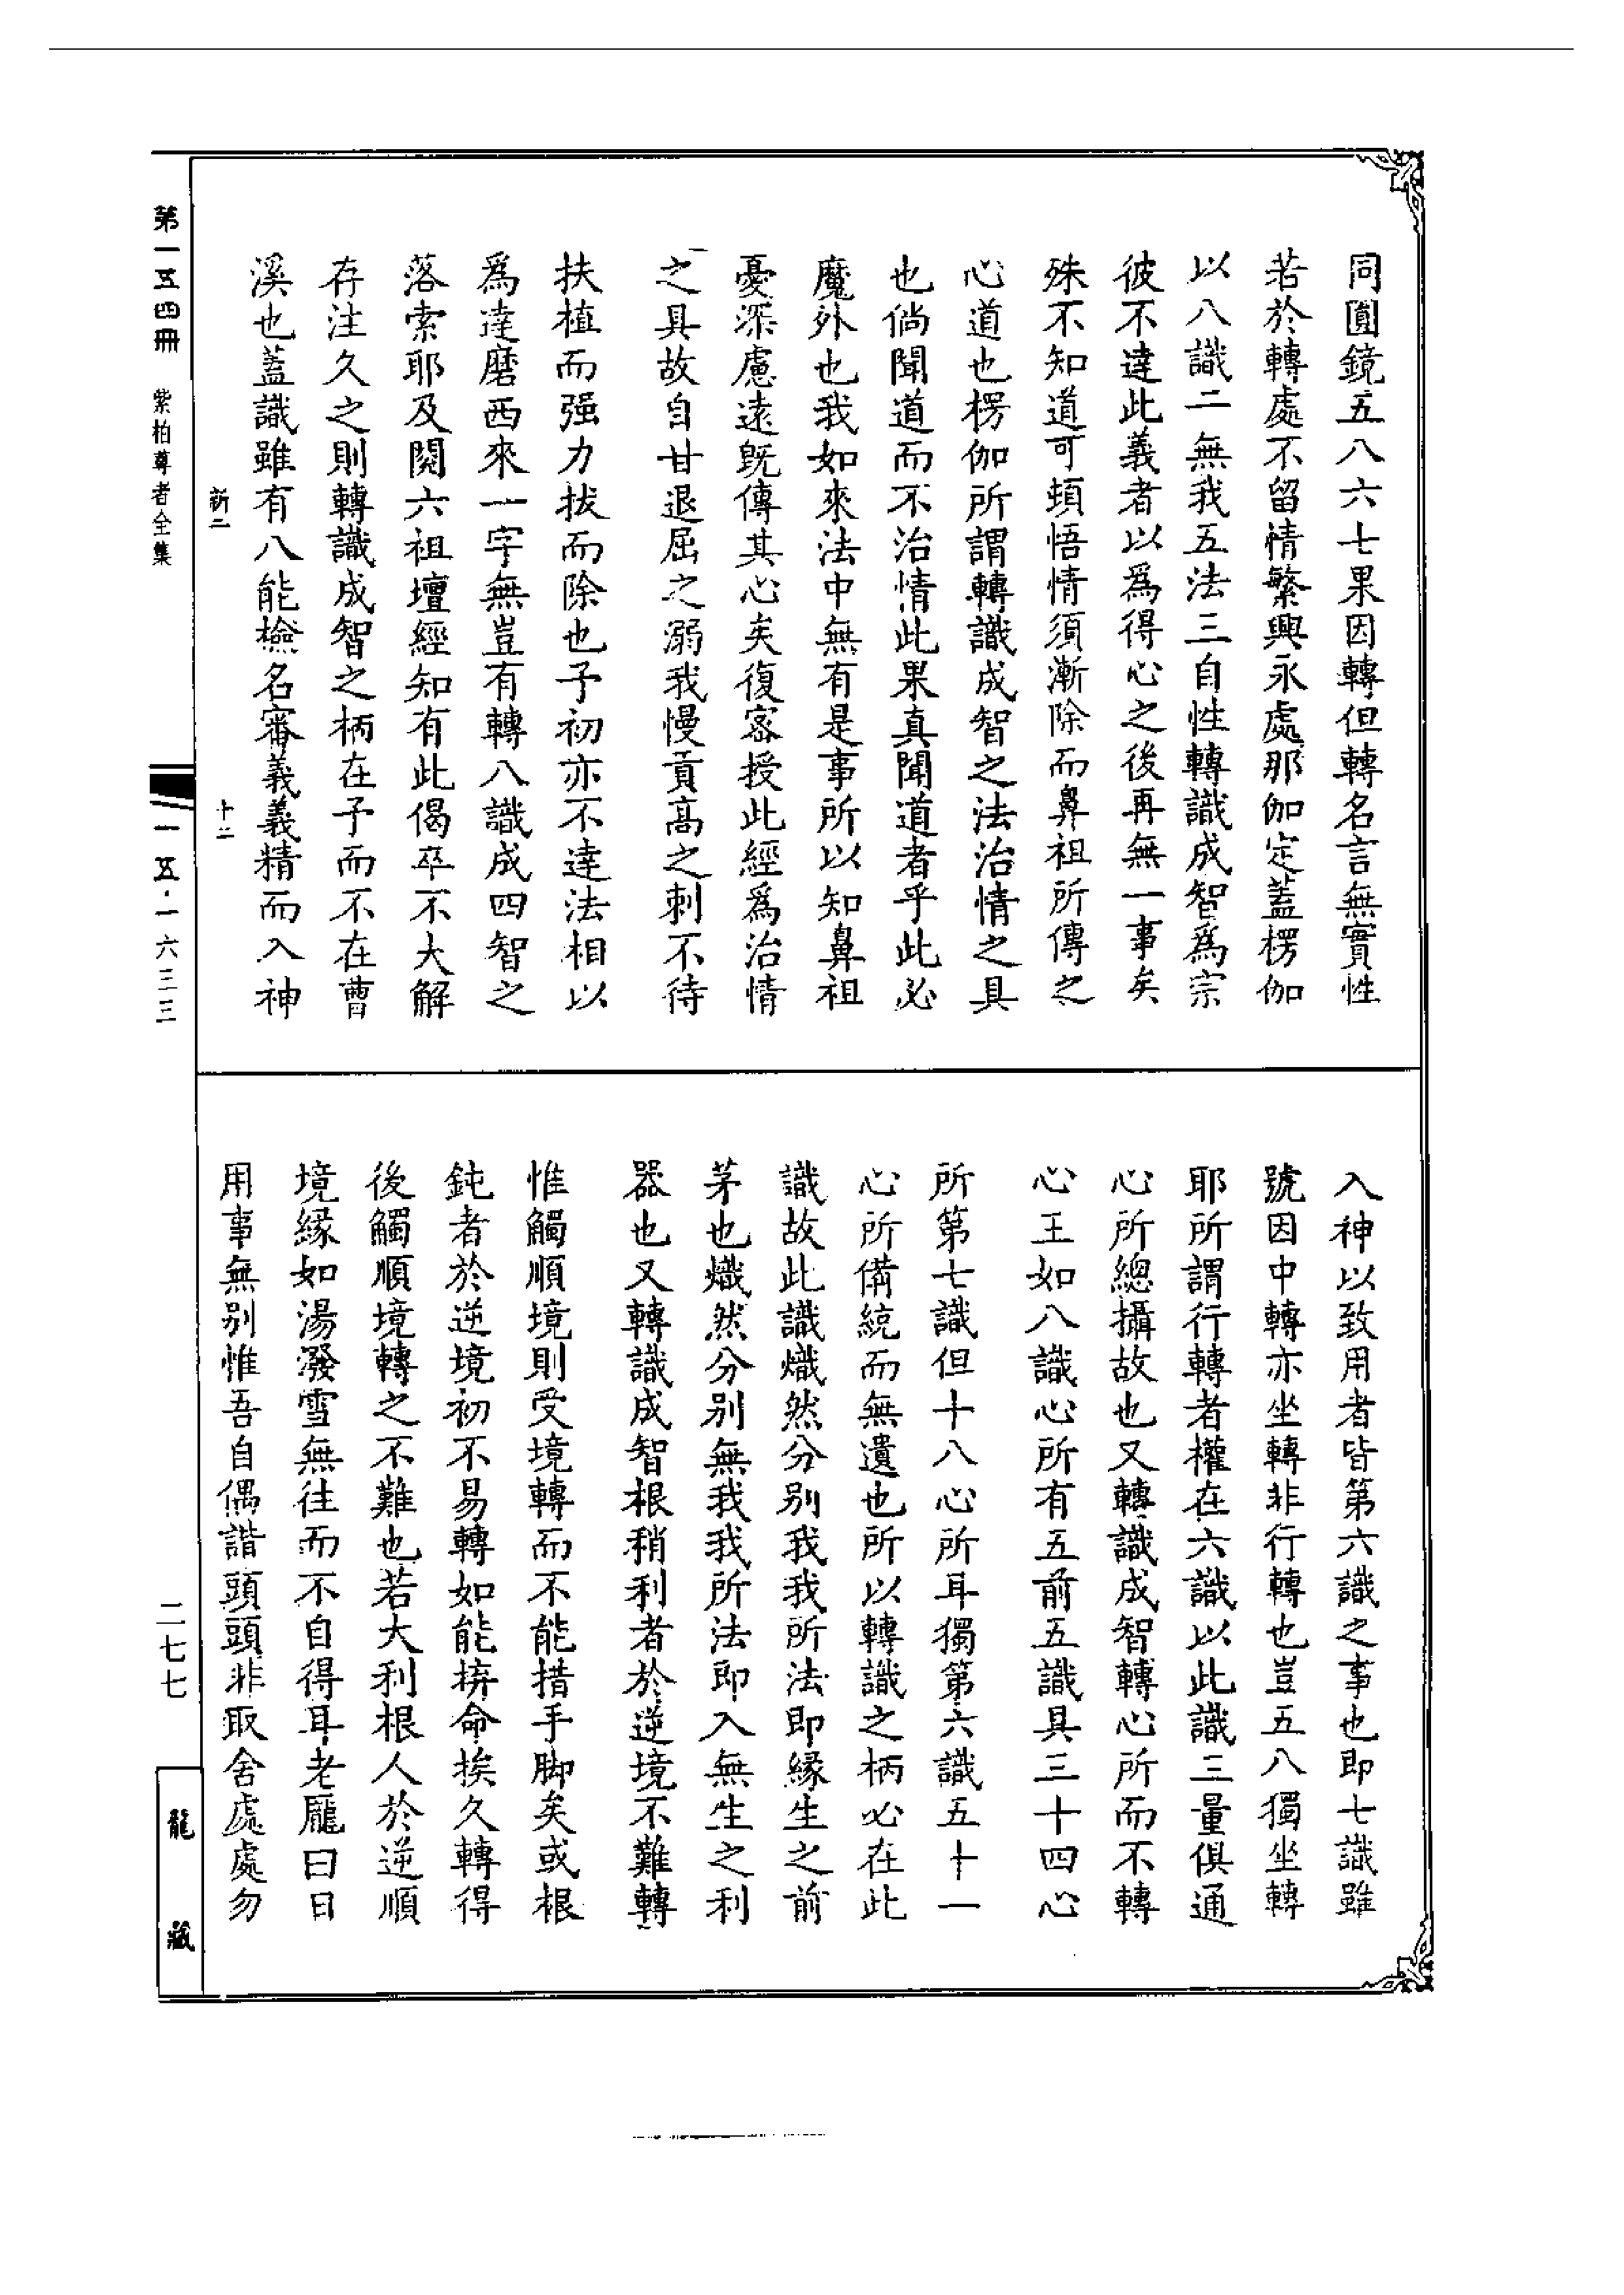 同圓鏡五八六七果因轉但轉名言無實性
若於轉處不留情繁興永處那伽定蓋楞伽
以八識二無我五法三自性轉識成智爲宗
彼不達此義者以爲得心之後再無一事矣
殊不知道可頓悟情須漸除而鼻祖所傳之
心道也楞伽所謂轉識成智之法治情之具
也倘聞道而不治情此果真聞道者乎此必
魔外也我如來法中無有是事所以知鼻祖
憂深慮遠既傳其心矣復密授此經爲治情
之具故自甘退屈之溺我慢貢高之刺不待
扶植而强力拔而除也予初亦不達法相以
爲達磨西來一字無豈有轉八識成四智之
落索耶及閱六祖壇經知有此偈卒不大解
存注久之則轉識成智之柄在予而不在曹
溪也蓋識雖有八能檢名審義義精而入神
新二 十二
入神以致用者皆第六識之事也即七識雖
號因中轉亦坐轉非行轉也豈五八獨坐轉
耶所謂行轉者權在六識以此識三量俱通
心所總攝故也又轉識成智轉心所而不轉
心王如八識心所有五前五識具三十四心
所第七識但十八心所耳獨第六識五十一
心所備統而無遺也所以轉識之柄必在此
識故此識熾然分别我我所法即緣生之前
茅也熾然分别無我我所法即入無生之利
器也又轉識成智根稍利者於逆境不難轉
惟觸順境則受境轉而不能措手脚矣或根
鈍者於逆境初不易轉如能拚命挨久轉得
後觸順境轉之不難也若大利根人於逆順
境緣如湯潑雪無往而不自得耳老龐曰日
用事無别惟吾自偶諧頭頭非取舍處處勿
第一五四冊 紫柏尊者全集
一五·一六三三
二七七
龍藏